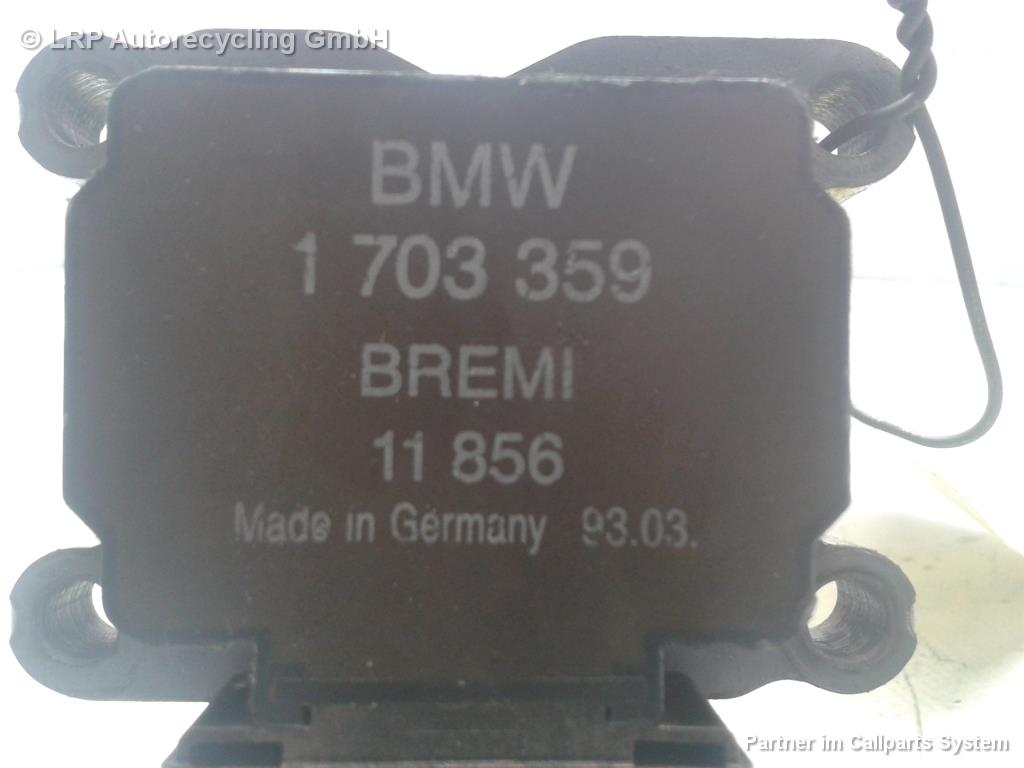 © LRP Autorecycling GmbH
BMW
1 703 359
BREMI
11 856
Made in Germany 93.03.
Partner im Callparts System